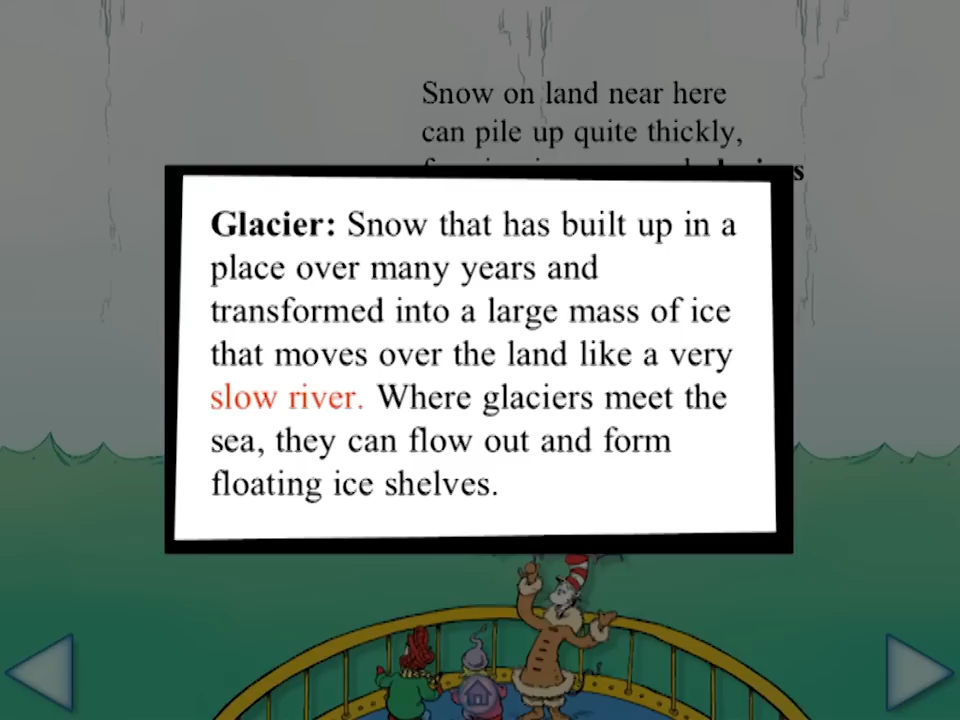 Snow on land near here
can pile up quite thickly,
Glacier: Snow that has built up in a
place over many years and
transformed into a large mass of ice
that moves over the land like a very
slow river. Where glaciers meet the
sea, they can flow out and form
floating ice shelves.